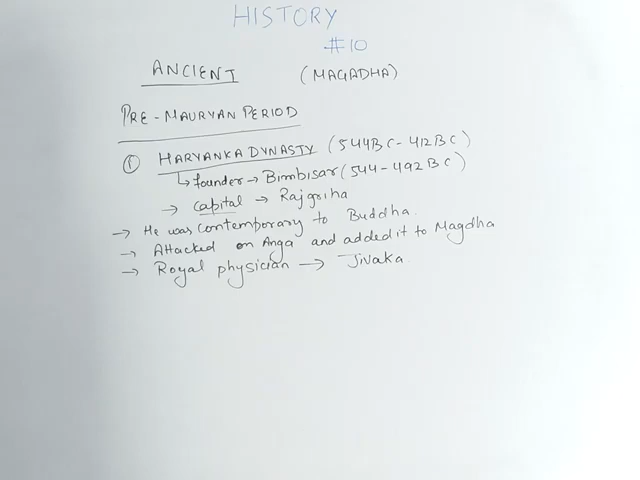 HISTORY
#10
ANCIENT (MAGADHA)
PRE-MAURYAN PERIOD
① HARYANKA DYNASTY (544BC-412BC)
↳ founder → Bimbisar (544-492BC)
→ capital → Rajgriha
→ He was contemporary to Buddha.
→ Attacked on Anga and added it to Magdha
→ Royal physician → Jivaka.